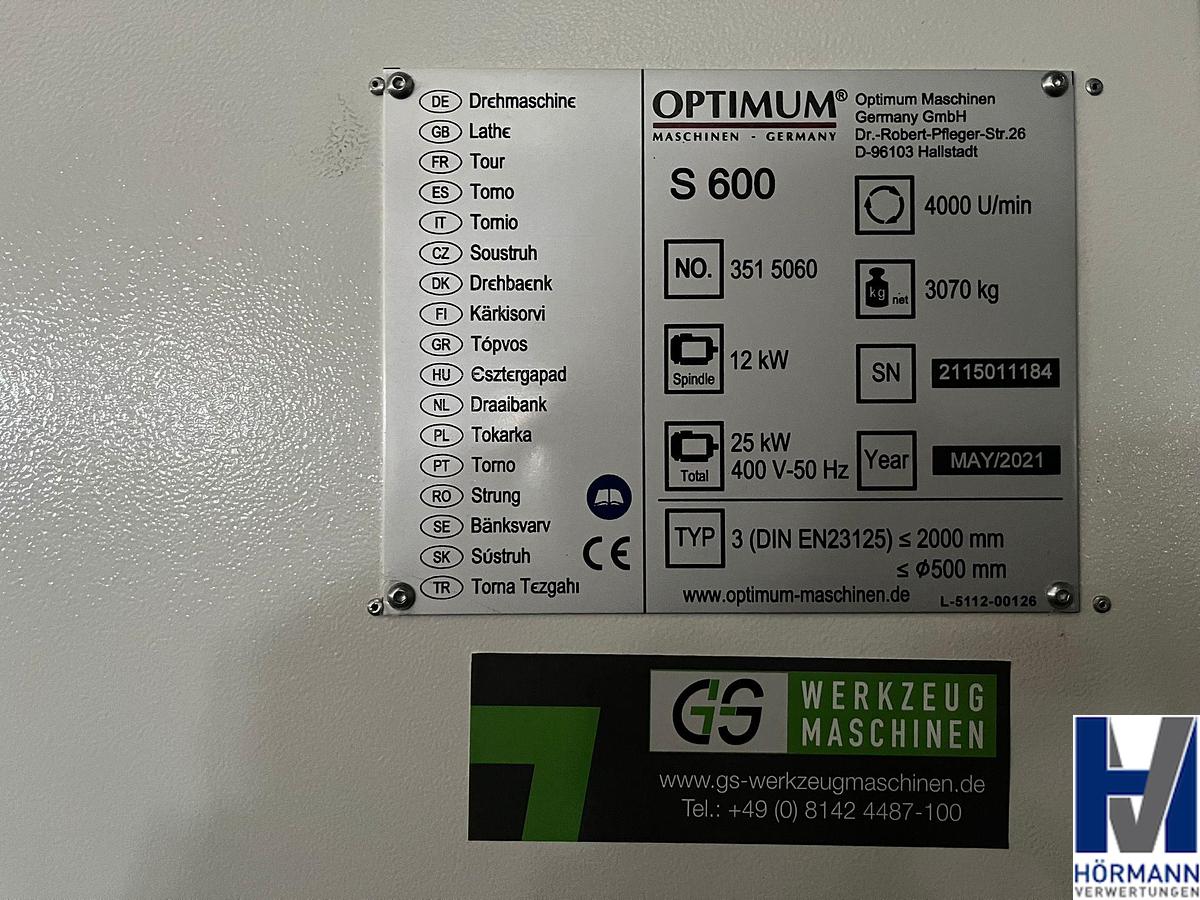 DE Drehmaschine
GB Lathe
FR Tour
ES Torno
IT Tornio
CZ Soustruh
DK Drehbaenk
FI Kärkisorvi
GR Tópvos
HU Esztergapad
NL Draaibank
PL Tokarka
PT Torno
RO Strung
SE Bänksvarv
SK Sústruh
TR Torna Tezgahı
CE
OPTIMUM®
MASCHINEN - GERMANY
Optimum Maschinen
Germany GmbH
Dr.-Robert-Pfleger-Str.26
D-96103 Hallstadt
S 600
4000 U/min
NO. 351 5060
kg net 3070 kg
Spindle 12 kW
SN 2115011184
Total 25 kW
400 V-50 Hz
Year MAY/2021
TYP 3 (DIN EN23125) ≤ 2000 mm
≤ Ø500 mm
www.optimum-maschinen.de
L-5112-00126
GS WERKZEUG
MASCHINEN
www.gs-werkzeugmaschinen.de
Tel.: +49 (0) 8142 4487-100
HÖRMANN
VERWERTUNGEN